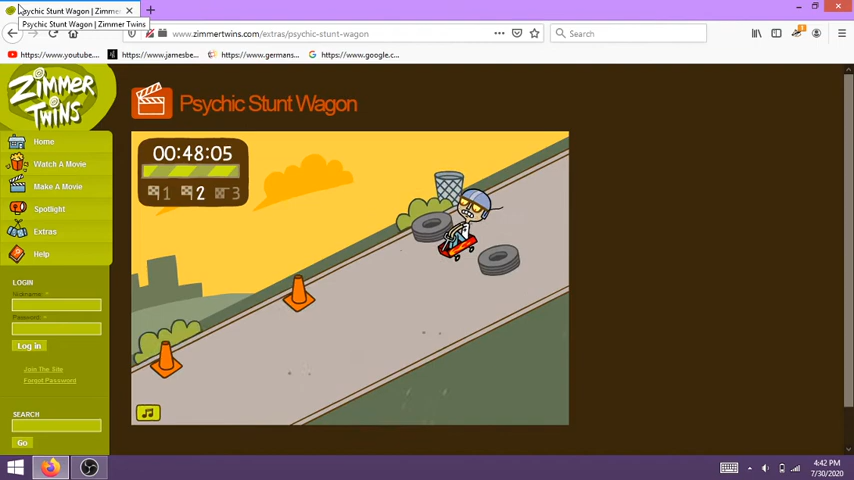 Psychic Stunt Wagon | Zimme
Psychic Stunt Wagon | Zimmer Twins
www.zimmertwins.com/extras/psychic-stunt-wagon
Search
https://www.youtube....
https://www.jamesbe...
https://www.germans...
https://www.google.c...
ZIMMER
TWINS
Psychic Stunt Wagon
Home
Watch A Movie
Make A Movie
Spotlight
Extras
Help
00:48:05
1 2 3
LOGIN
Nickname: *
Password: *
Log in
Join The Site
Forgot Password
SEARCH
Go
4:42 PM
7/30/2020